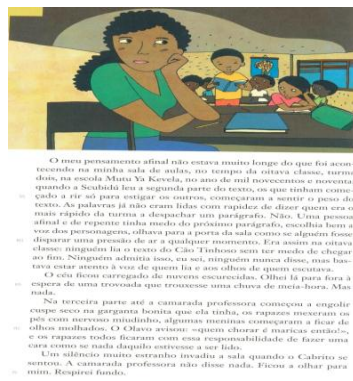 O meu pensamento afinal não estava muito longe do que foi acon-
tecendo na minha sala de aulas, no tempo da oitava classe, turma
dois, na escola Mutu Ya Kevela, no ano de mil novecentos e noventa:
quando a Scubidú leu a segunda parte do texto, os que tinham come-
çado a rir só para estigar os outros, começaram a sentir o peso do
texto. As palavras já não eram lidas com rapidez de dizer quem era o
mais rápido da turma a despachar um parágrafo. Não. Uma pessoa
afinal e de repente tinha medo do próximo parágrafo, escolhia bem a
voz dos personagens, olhava para a porta da sala como se alguém fosse
disparar uma pressão de ar a qualquer momento. Era assim na oitava
classe: ninguém lia o texto do Cão Tinhoso sem ter medo de chegar
ao fim. Ninguém admitia isso, eu sei, ninguém nunca disse, mas bas-
tava estar atento à voz de quem lia e aos olhos de quem escutava.
O céu ficou carregado de nuvens escurecidas. Olhei lá para fora à
espera de uma trovoada que trouxesse uma chuva de meia-hora. Mas
nada.
Na terceira parte até a camarada professora começou a engolir
cuspe seco na garganta bonita que ela tinha, os rapazes mexeram os
pés com nervoso miudinho, algumas meninas começaram a ficar de
olhos molhados. O Olavo avisou: «quem chorar é maricas então!»,
e os rapazes todos ficaram com essa responsabilidade de fazer uma
cara como se nada daquilo estivesse a ser lido.
Um silêncio muito estranho invadiu a sala quando o Cabrito se
sentou. A camarada professora não disse nada. Ficou a olhar para
mim. Respirei fundo.